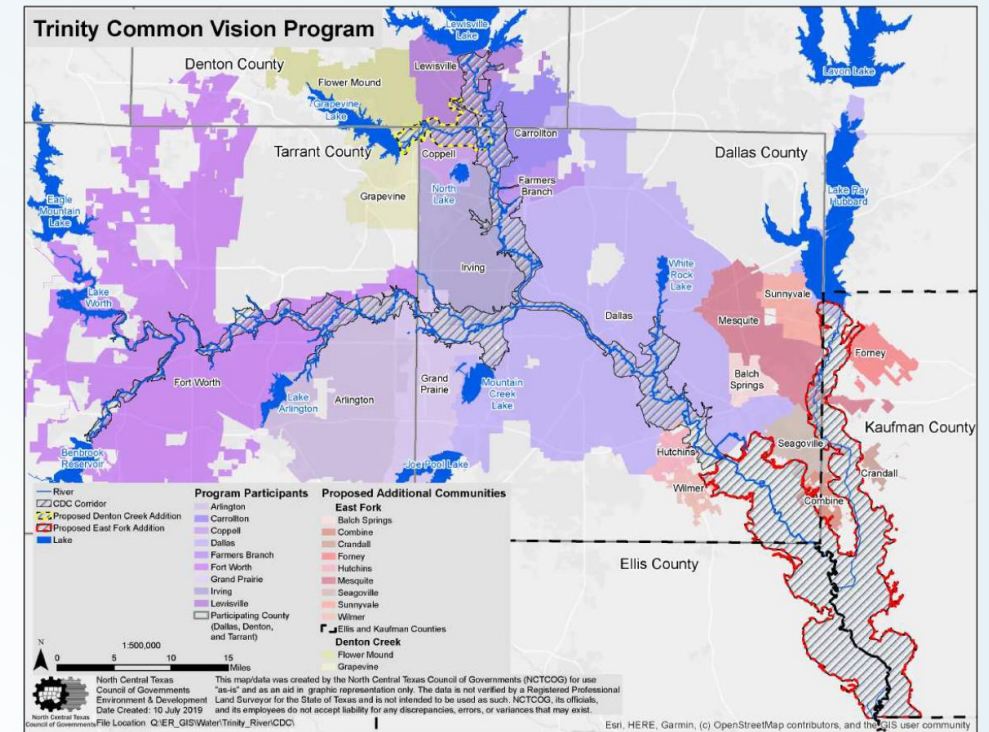 Trinity Common Vision Program
Denton County
Lewisville
Lake
Lewisville
Flower Mound
Grapevine
Lake
Lavon Lake
Tarrant County
Coppell
Carrollton
Dallas County
North
Lake
Farmers
Branch
Grapevine
Lake Ray
Hubbard
Eagle
Mountain
Lake
Irving
White
Rock
Lake
Lake
Worth
Sunnyvale
Dallas
Mesquite
Forney
Fort Worth
Grand
Prairie
Balch
Springs
Lake
Arlington
Arlington
Mountain
Creek
Lake
Kaufman County
Benbrook
Reservoir
Joe Pool Lake
Hutchins
Seagoville
Crandall
Wilmer
Combine
Ellis County
River
CDC Corridor
Proposed Denton Creek Addition
Proposed East Fork Addition
Lake
Program Participants
Arlington
Carrollton
Coppell
Dallas
Farmers Branch
Fort Worth
Grand Prairie
Irving
Lewisville
Participating County
(Dallas, Denton,
and Tarrant)
Proposed Additional Communities
East Fork
Balch Springs
Combine
Crandall
Forney
Hutchins
Mesquite
Seagoville
Sunnyvale
Wilmer
Ellis and Kaufman Counties
Denton Creek
Flower Mound
Grapevine
N
1:500,000
0 5 10 15
Miles
North Central Texas
Council of Governments
North Central Texas
Council of Governments
Environment & Development
Date Created: 10 July 2019
File Location Q:\ER_GIS\Water\Trinity_River\CDC\
This map/data was created by the North Central Texas Council of Governments (NCTCOG) for use
"as-is" and as an aid in graphic representation only. The data is not verified by a Registered Professional
Land Surveyor for the State of Texas and is not intended to be used as such. NCTCOG, its officials,
and its employees do not accept liability for any discrepancies, errors, or variances that may exist.
Esri, HERE, Garmin, (c) OpenStreetMap contributors, and the GIS user community